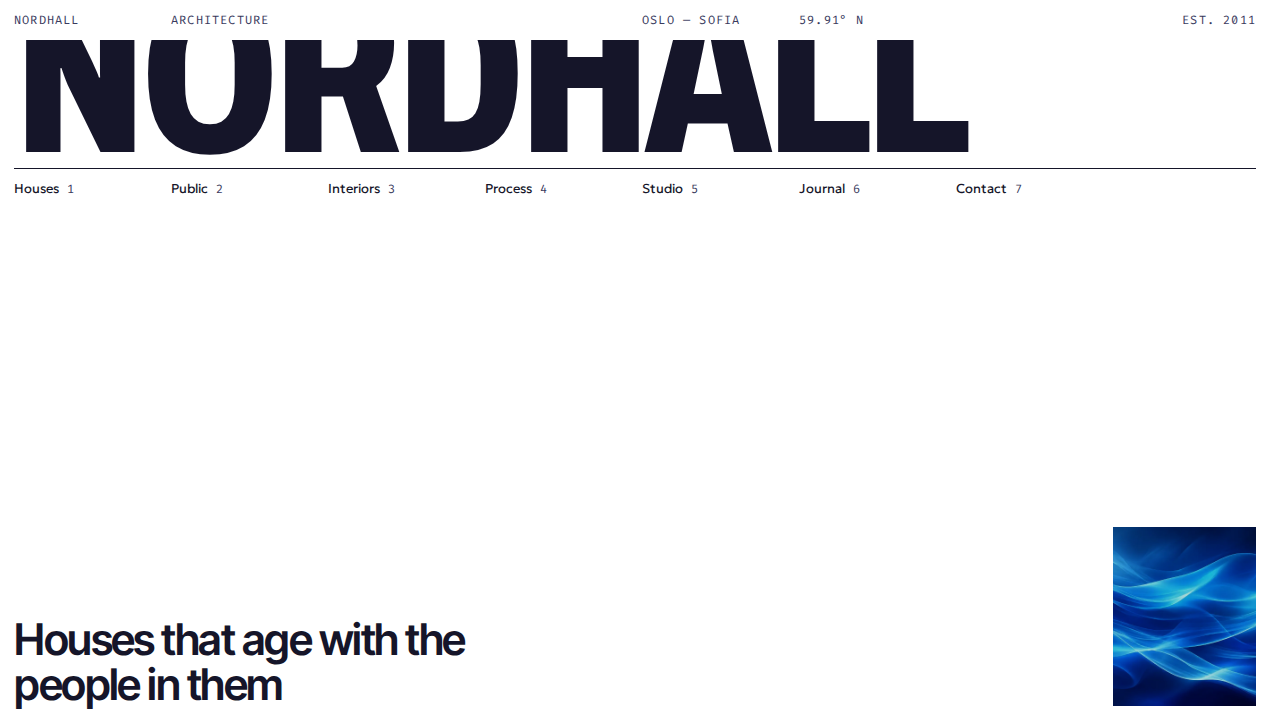 NORDHALL ARCHITECTURE OSLO — SOFIA 59.91° N EST. 2011
NORDHALL
Houses 1 Public 2 Interiors 3 Process 4 Studio 5 Journal 6 Contact 7
Houses that age with the
people in them